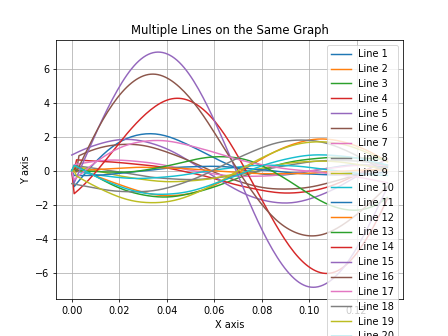 Multiple Lines on the Same Graph
Y axis
6
4
2
0
−2
−4
−6
0.00
0.02
0.04
0.06
0.08
0.10
X axis
Line 1
Line 2
Line 3
Line 4
Line 5
Line 6
Line 7
Line 8
Line 9
Line 10
Line 11
Line 12
Line 13
Line 14
Line 15
Line 16
Line 17
Line 18
Line 19
Line 20